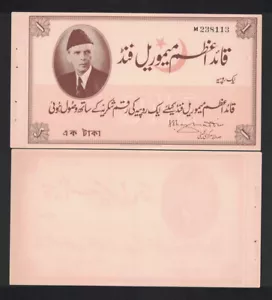 M 238113
قائد اعظم میموریل فنڈ
ایک روپیہ
قائد اعظم میموریل فنڈ کیلئے ایک روپیہ کی رقم شکریہ کے ساتھ وصول ہوئی
এক টাকা
1 1